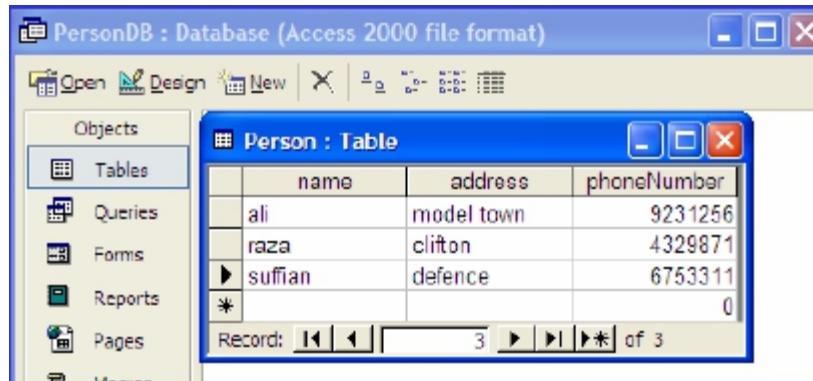 PersonDB : Database (Access 2000 file format)
Open Design New
Objects
Tables
Queries
Forms
Reports
Pages
Person : Table
name address phoneNumber
ali model town 9231256
raza clifton 4329871
suffian defence 6753311
0
Record: 3 of 3